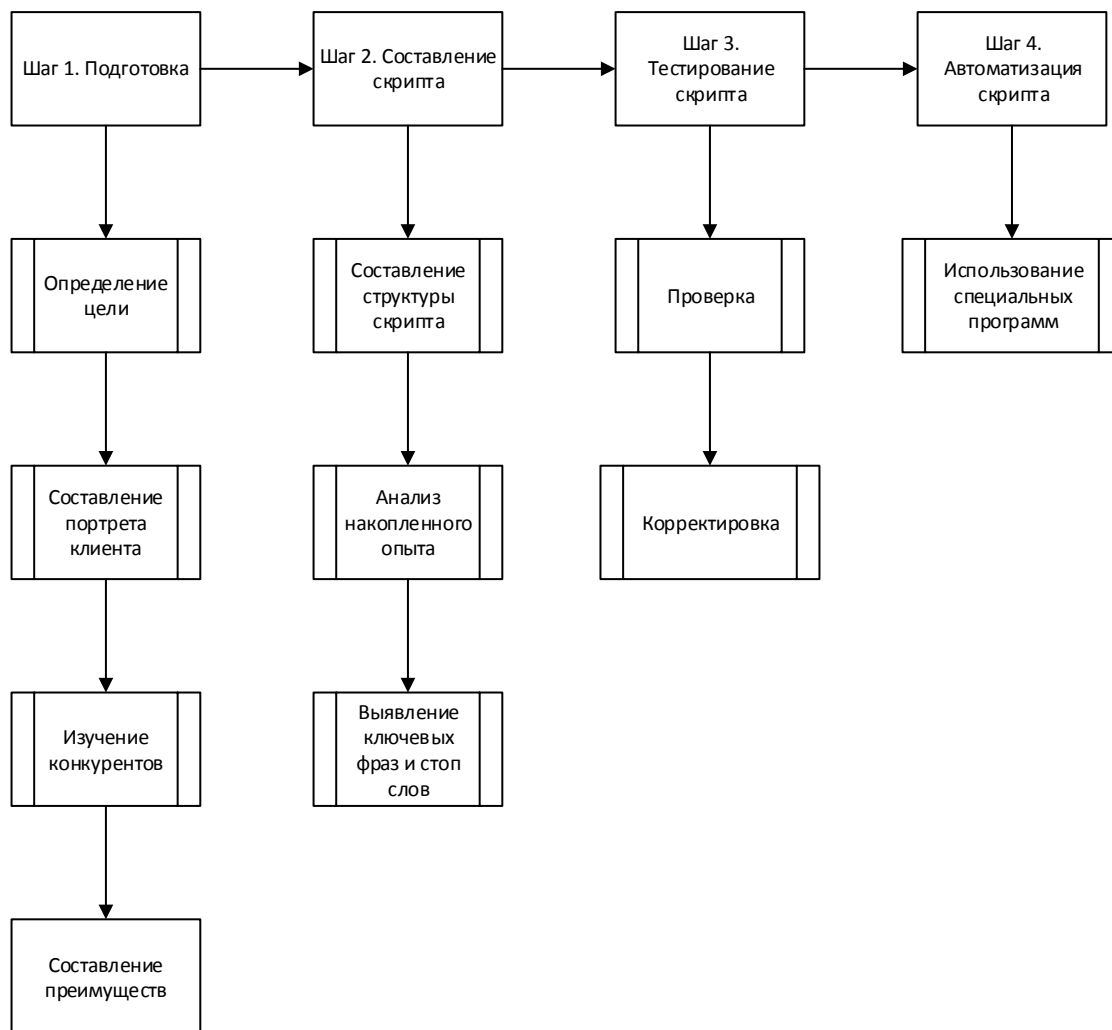 Шаг 1. Подготовка
Шаг 2. Составление
скрипта
Шаг 3.
Тестирование
скрипта
Шаг 4.
Автоматизация
скрипта
Определение
цели
Составление
структуры
скрипта
Проверка
Использование
специальных
программ
Составление
портрета
клиента
Анализ
накопленного
опыта
Корректировка
Изучение
конкурентов
Выявление
ключевых
фраз и стоп
слов
Составление
преимуществ